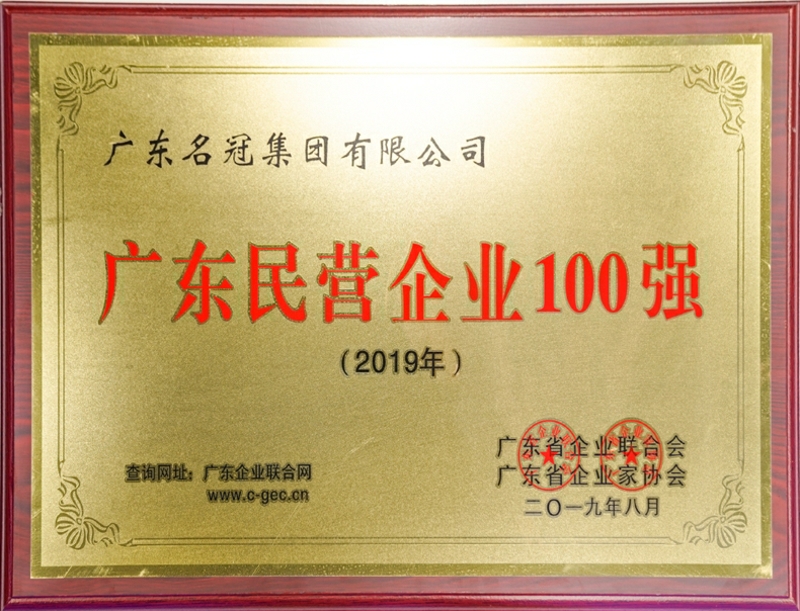 广东名冠集团有限公司
广东民营企业100强
（2019年）
查询网址：广东企业联合网
www.c-gec.cn
广东省企业联合会
广东省企业家协会
二〇一九年八月